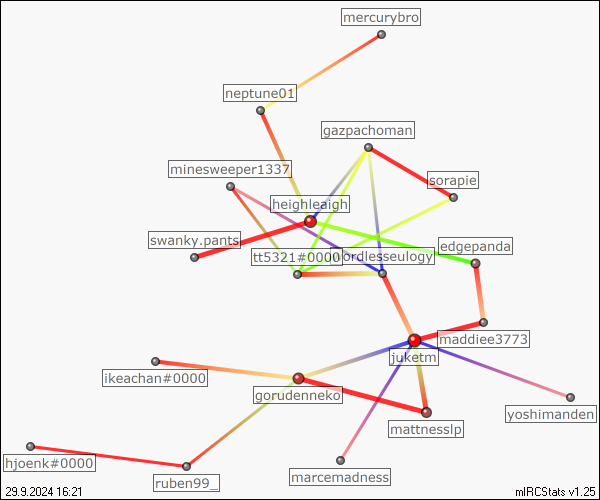 mercurybro
neptune01
gazpachoman
minesweeper1337
sorapie
heighleaigh
swanky.pants
edgepanda
tt5321#0000
wordlesseulogy
maddiee3773
juketm
ikeachan#0000
gorudenneko
yoshimanden
mattnesslp
hjoenk#0000
marcemadness
ruben99_
29.9.2024 16:21
mIRCStats v1.25